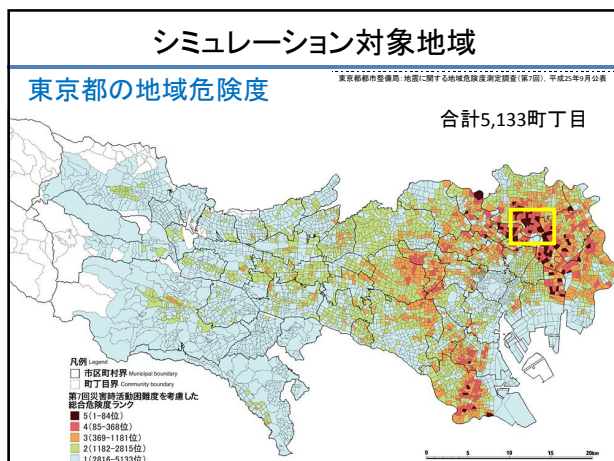 シミュレーション対象地域
東京都都市整備局:地震に関する地域危険度測定調査(第7回), 平成25年9月公表
東京都の地域危険度
合計5,133町丁目
凡例 Legend
市区町村界 Municipal boundary
町丁目界 Community boundary
第7回災害時活動困難度を考慮した
総合危険度ランク
5(1-84位)
4(85-368位)
3(369-1181位)
2(1182-2815位)
1(2816-5133位)
0 5 10 15 20km